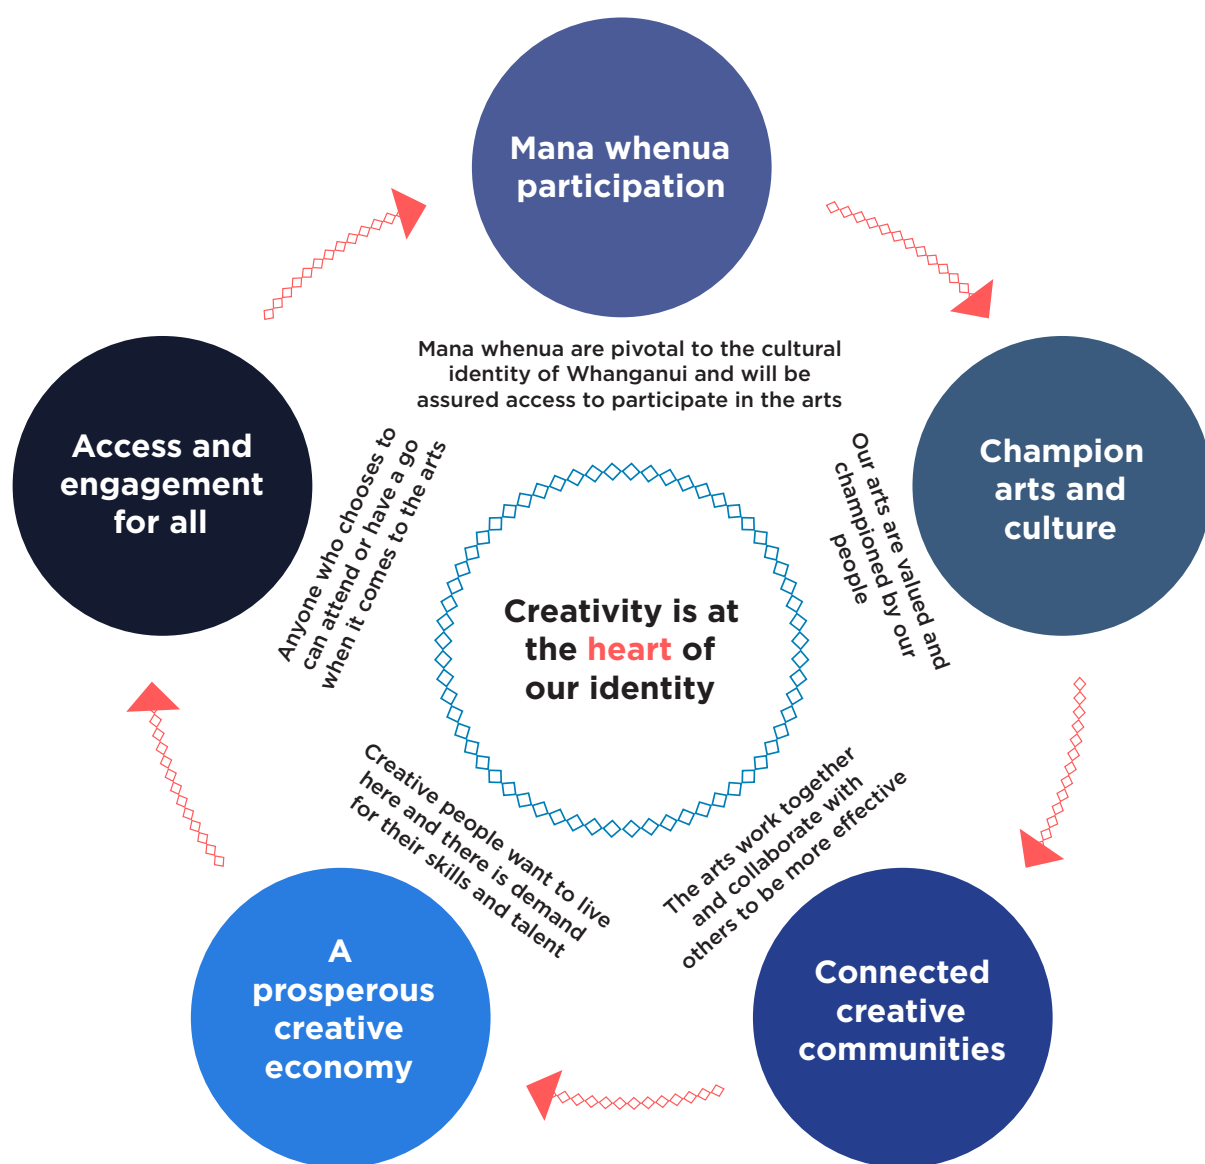 Mana whenua
participation
Mana whenua are pivotal to the cultural
identity of Whanganui and will be
assured access to participate in the arts
Champion
arts and
culture
Our arts are valued and
championed by our
people
Connected
creative
communities
The arts work together
and collaborate with
others to be more effective
A
prosperous
creative
economy
Creative people want to live
here and there is demand
for their skills and talent
Access and
engagement
for all
Anyone who chooses to
can attend or have a go
when it comes to the arts
Creativity is at
the heart of
our identity